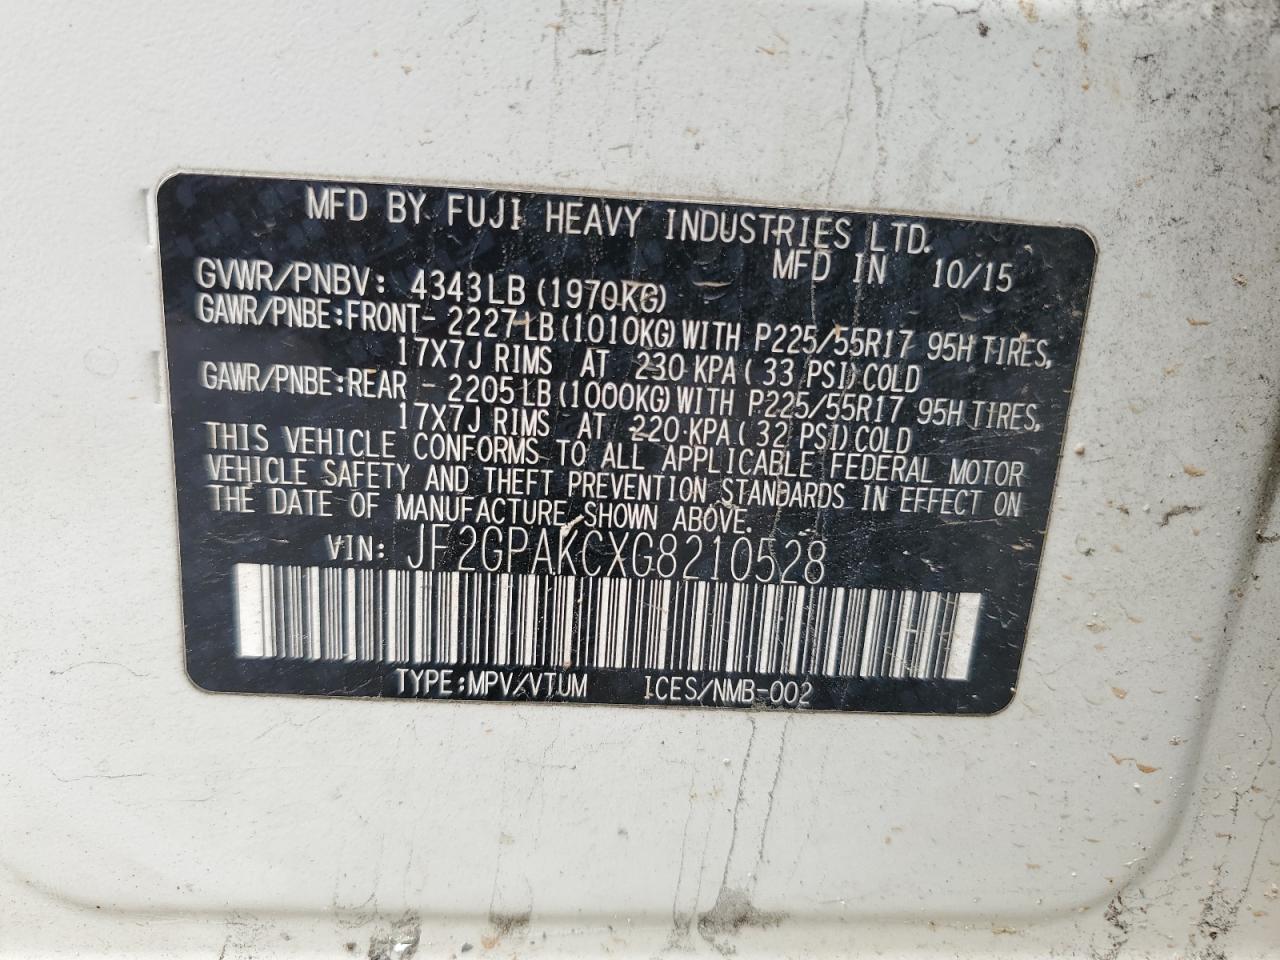 MFD BY FUJI HEAVY INDUSTRIES LTD.
MFD IN 10/15
GVWR/PNBV: 4343LB (1970KG)
GAWR/PNBE:FRONT- 2227LB (1010KG) WITH P225/55R17 95H TIRES,
17X7J RIMS AT 230 KPA( 33 PSI) COLD
GAWR/PNBE:REAR - 2205LB (1000KG) WITH P225/55R17 95H TIRES,
17X7J RIMS AT 220 KPA( 32 PSI) COLD
THIS VEHICLE CONFORMS TO ALL APPLICABLE FEDERAL MOTOR
VEHICLE SAFETY AND THEFT PREVENTION STANDARDS IN EFFECT ON
THE DATE OF MANUFACTURE SHOWN ABOVE.
VIN: JF2GPAKCXG8210528
TYPE:MPV/VTUM ICES/NMB-002